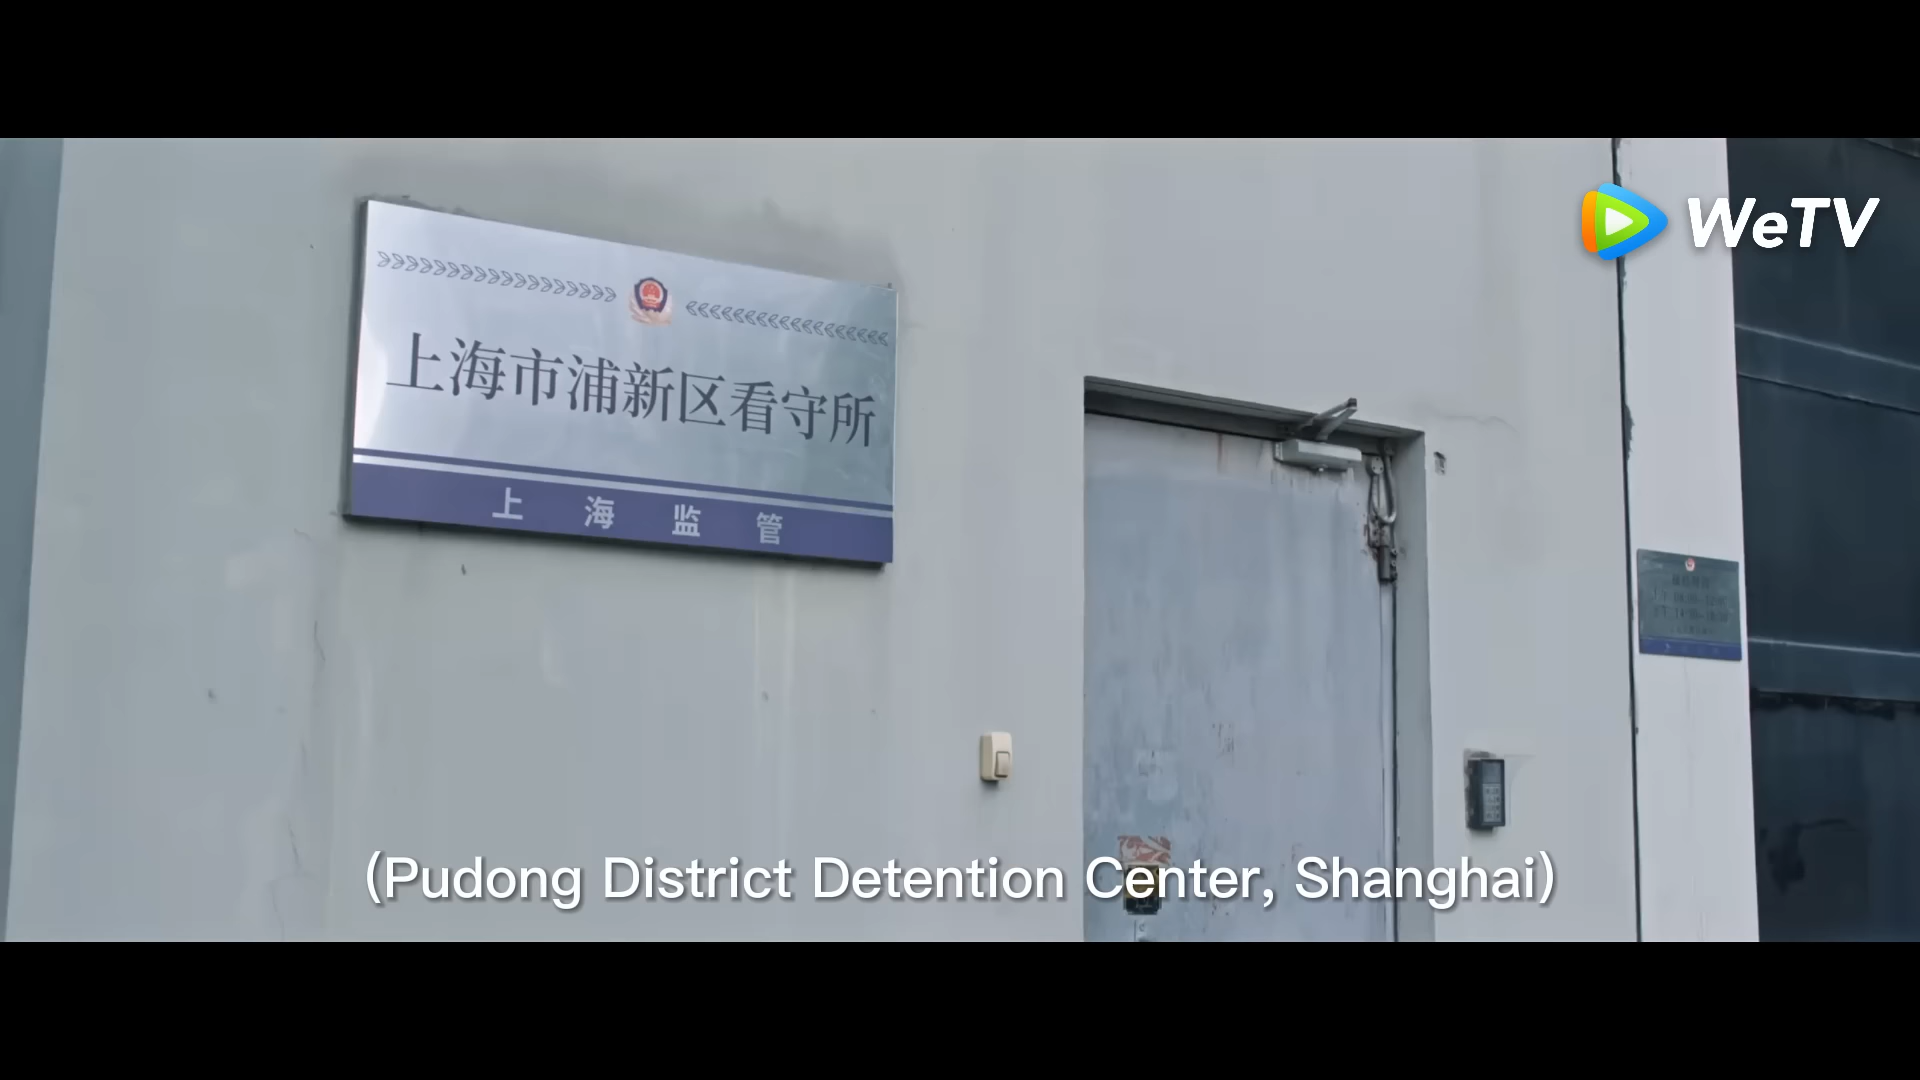 WeTV
上海市浦新区看守所
上海监管
(Pudong District Detention Center, Shanghai)